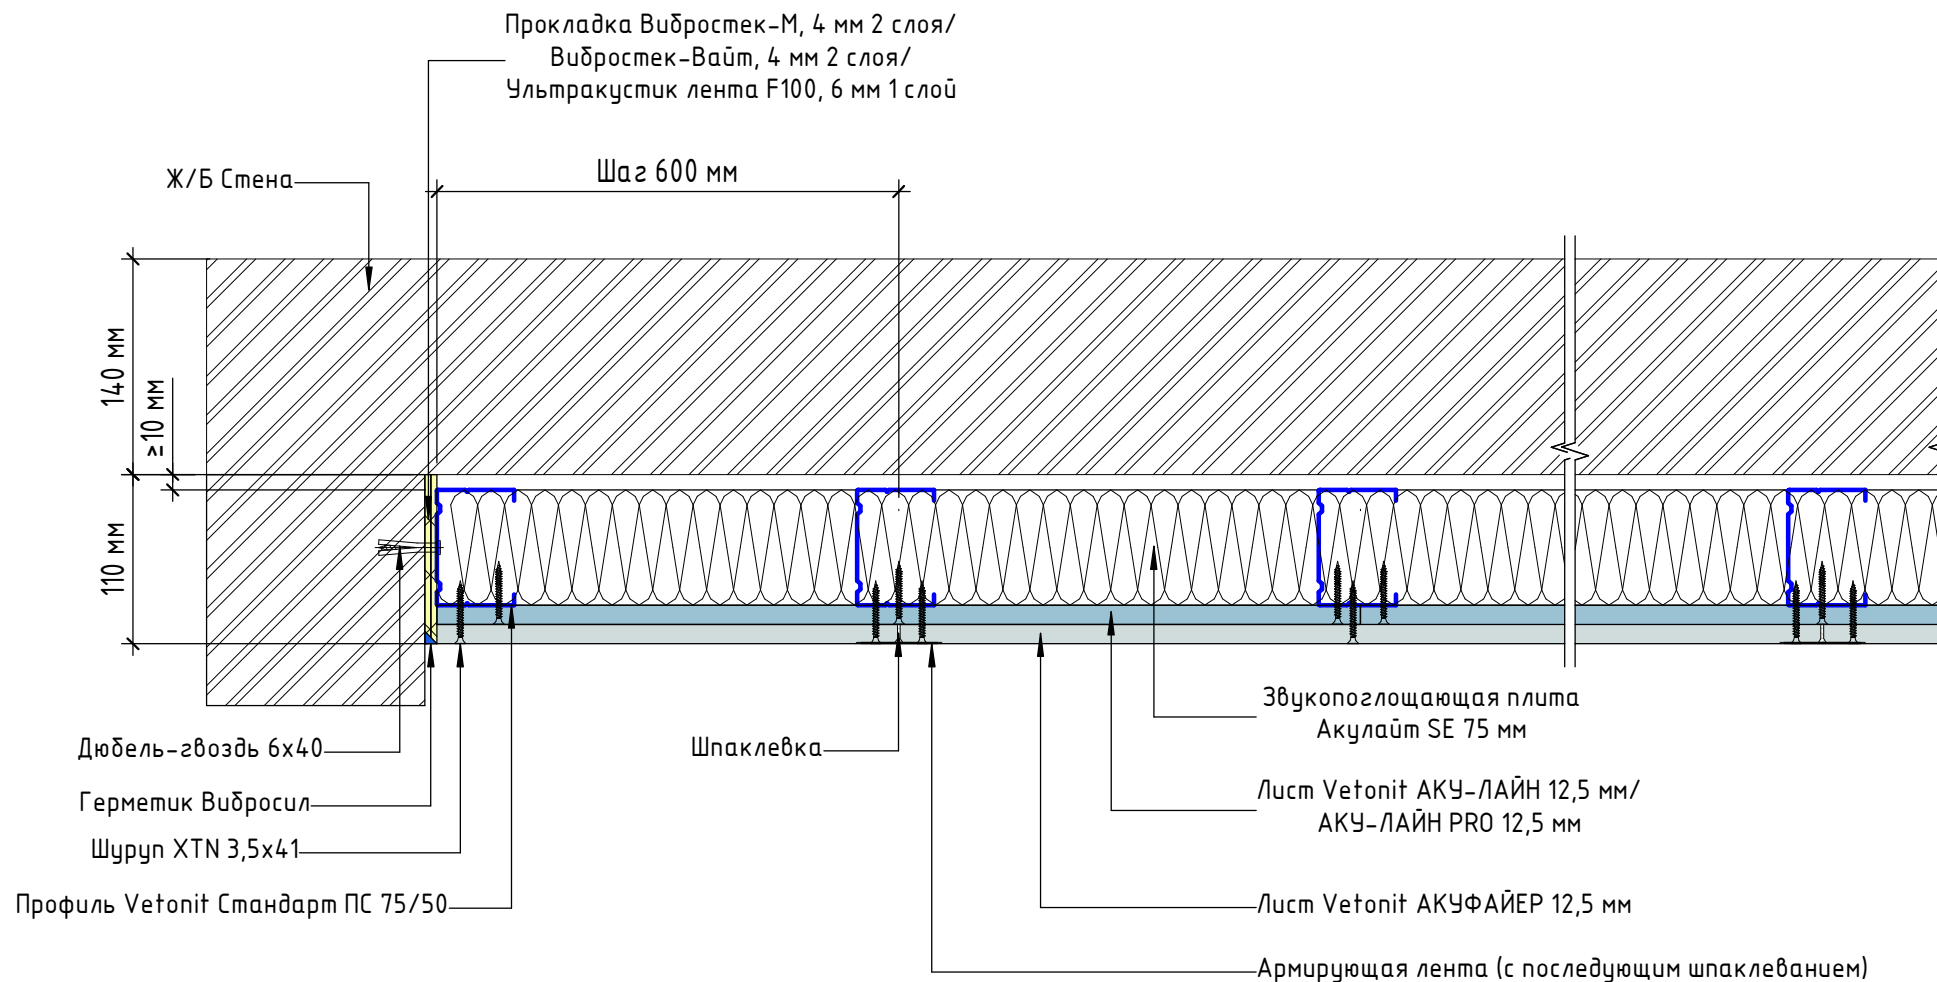 Прокладка Вибростек-М, 4 мм 2 слоя/
Вибростек-Вайт, 4 мм 2 слоя/
Ультракустик лента F100, 6 мм 1 слой
Шаг 600 мм
Ж/Б Стена
140 мм
≥10 мм
110 мм
Дюбель-гвоздь 6х40
Герметик Вибросил
Шуруп XTN 3,5х41
Профиль Vetonit Стандарт ПС 75/50
Шпаклевка
Звукопоглощающая плита
Акулайт SE 75 мм
Лист Vetonit АКУ-ЛАЙН 12,5 мм/
АКУ-ЛАЙН PRO 12,5 мм
Лист Vetonit АКУФАЙЕР 12,5 мм
Армирующая лента (с последующим шпаклеванием)